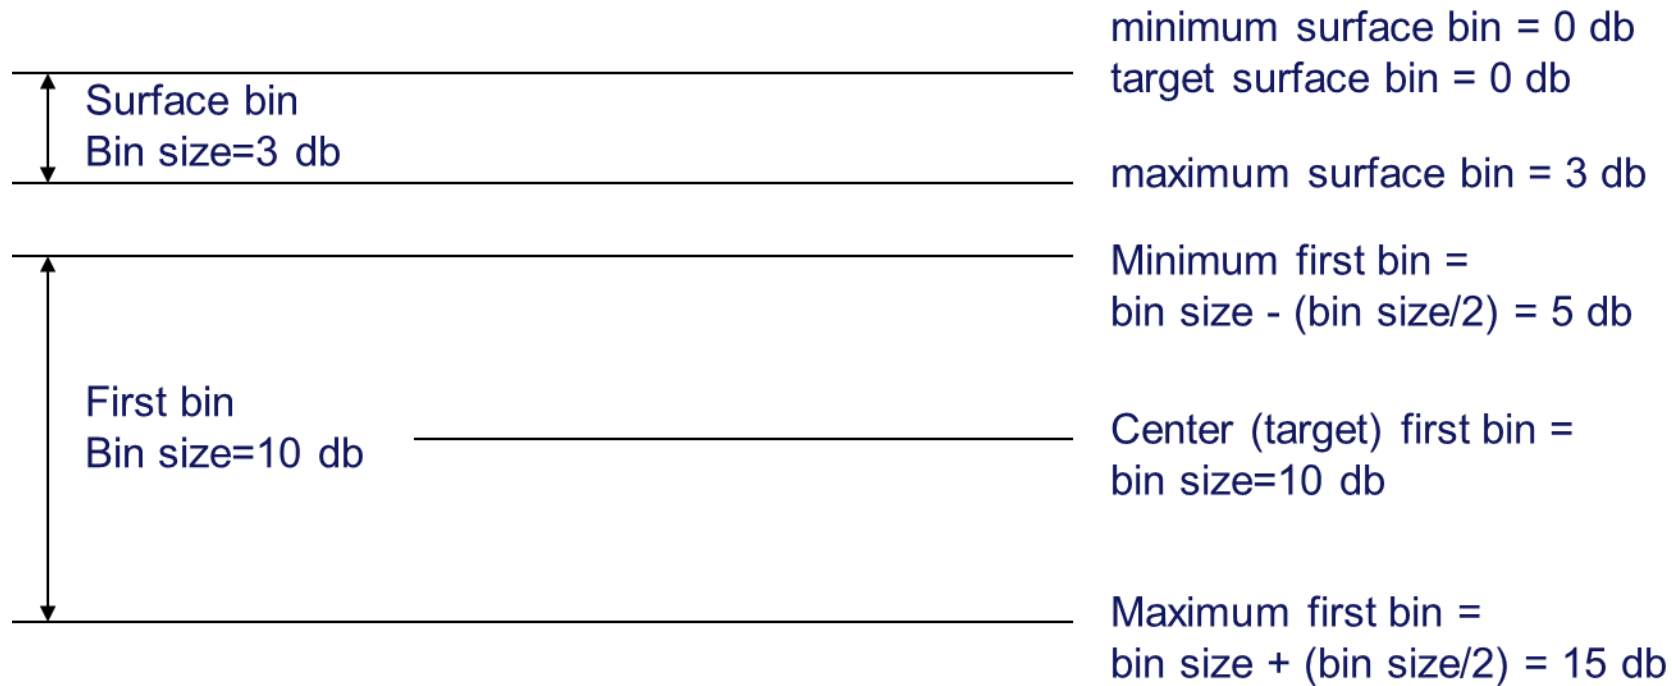 minimum surface bin = 0 db
target surface bin = 0 db
Surface bin
Bin size=3 db
maximum surface bin = 3 db
Minimum first bin =
bin size - (bin size/2) = 5 db
First bin
Bin size=10 db
Center (target) first bin =
bin size=10 db
Maximum first bin =
bin size + (bin size/2) = 15 db